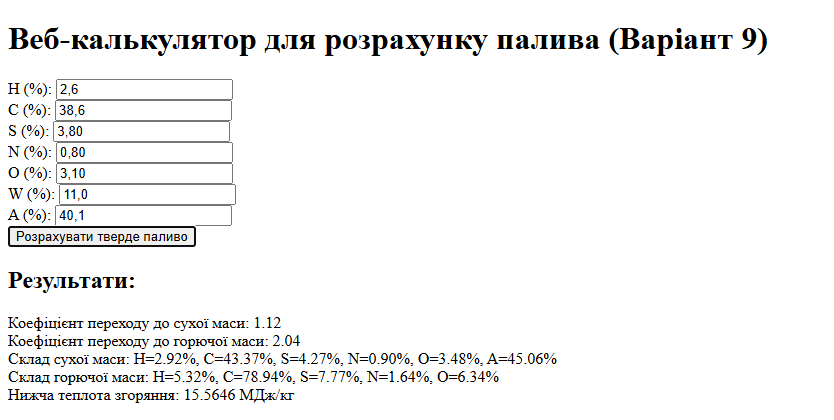 Веб-калькулятор для розрахунку палива (Варіант 9)
H (%): 2,6
C (%): 38,6
S (%): 3,80
N (%): 0,80
O (%): 3,10
W (%): 11,0
A (%): 40,1
Розрахувати тверде паливо
Результати:
Коефіцієнт переходу до сухої маси: 1.12
Коефіцієнт переходу до горючої маси: 2.04
Склад сухої маси: H=2.92%, C=43.37%, S=4.27%, N=0.90%, O=3.48%, A=45.06%
Склад горючої маси: H=5.32%, C=78.94%, S=7.77%, N=1.64%, O=6.34%
Нижча теплота згоряння: 15.5646 МДж/кг